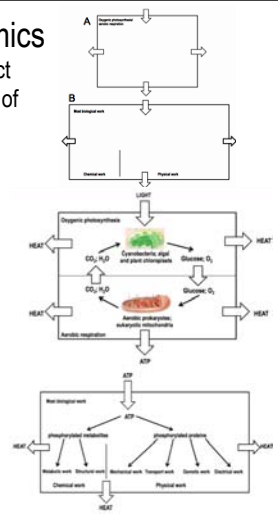 nics
ct
of
A
Oxygenic photosynthesis/
aerobic respiration
B
Most biological work
Chemical work
Physical work
LIGHT
Oxygenic photosynthesis
HEAT
HEAT
Cyanobacteria; algal
and plant chloroplasts
CO₂; H₂O
Glucose; O₂
CO₂; H₂O
Glucose; O₂
HEAT
HEAT
Aerobic prokaryotes;
eukaryotic mitochondria
Aerobic respiration
ATP
ATP
Most biological work
ATP
phosphorylated metabolites
phosphorylated proteins
HEAT
HEAT
Metabolic work
Structural work
Mechanical work
Transport work
Genetic work
Electrical work
Chemical work
Physical work
HEAT